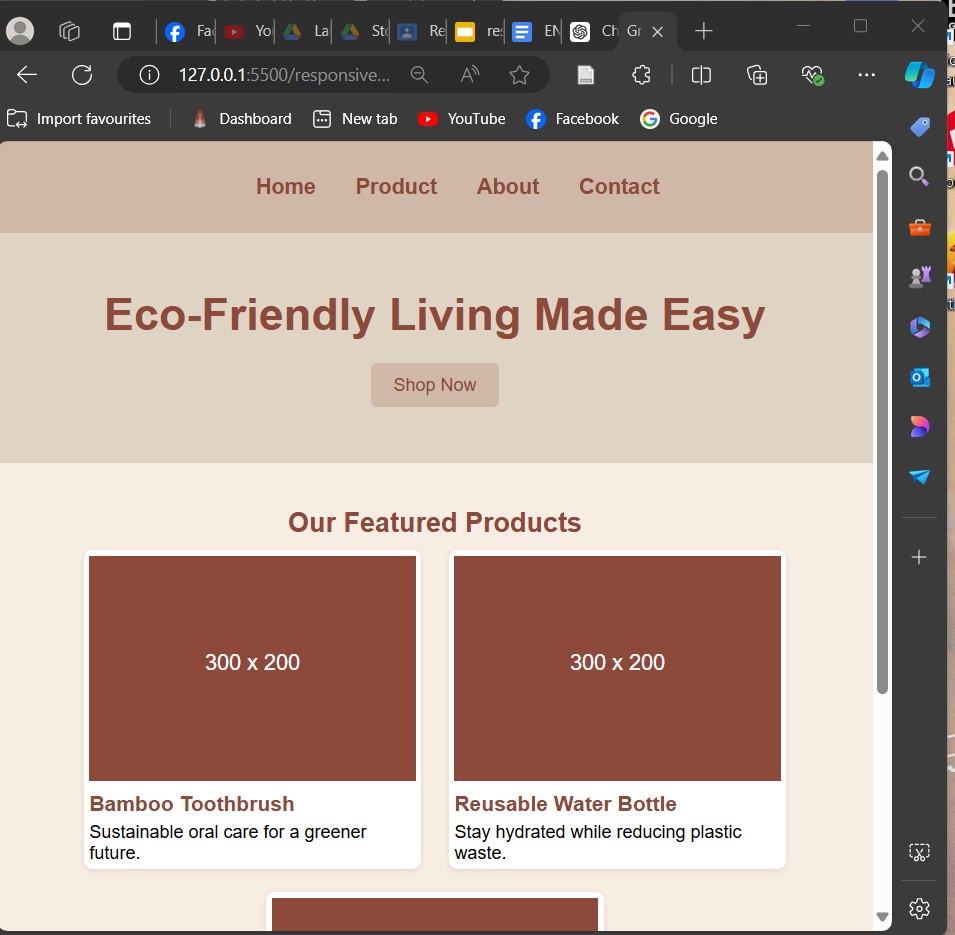 Fa Yo La Sto Re re: EN Ch Gr
127.0.0.1:5500/responsive...
Import favourites Dashboard New tab YouTube Facebook Google
Home Product About Contact
Eco-Friendly Living Made Easy
Shop Now
Our Featured Products
300 x 200
300 x 200
Bamboo Toothbrush
Sustainable oral care for a greener
future.
Reusable Water Bottle
Stay hydrated while reducing plastic
waste.